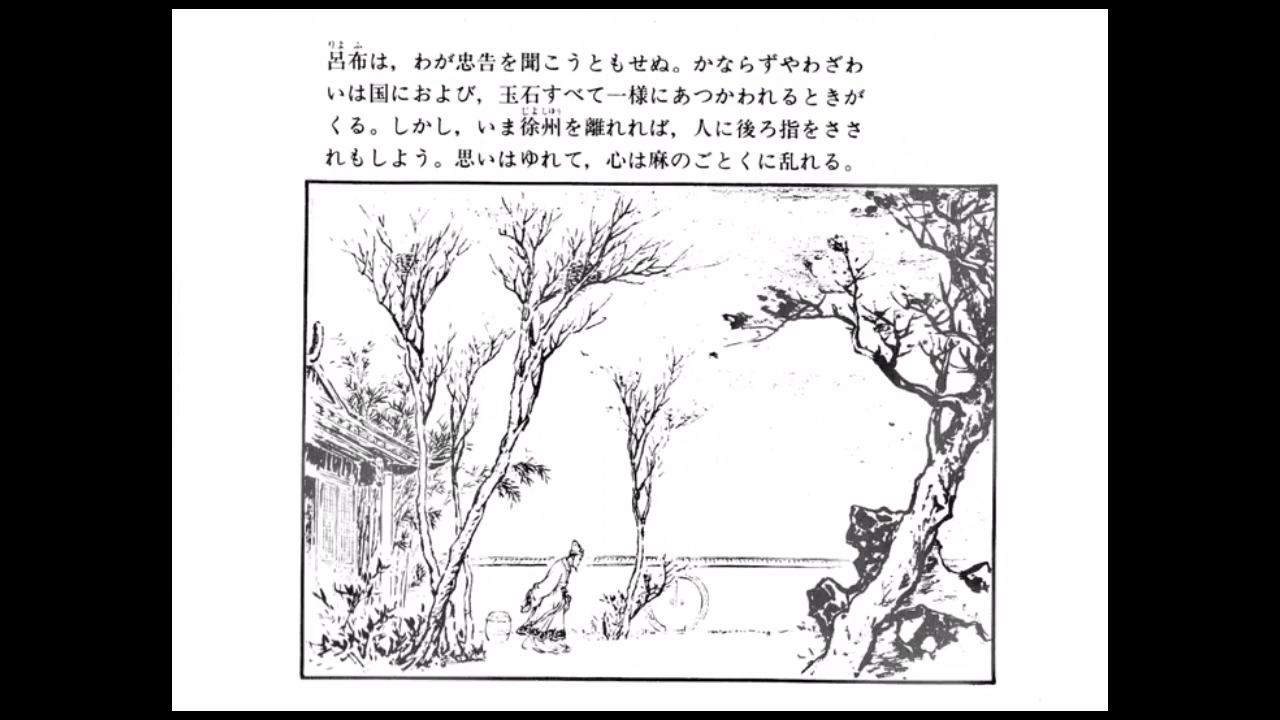 呂布は，わが忠告を聞こうともせぬ。かならずやわざわ
いは国におよび，玉石すべて一様にあつかわれるときが
くる。しかし，いま徐州を離れれば，人に後ろ指をささ
れもしよう。思いはゆれて，心は麻のごとくに乱れる。